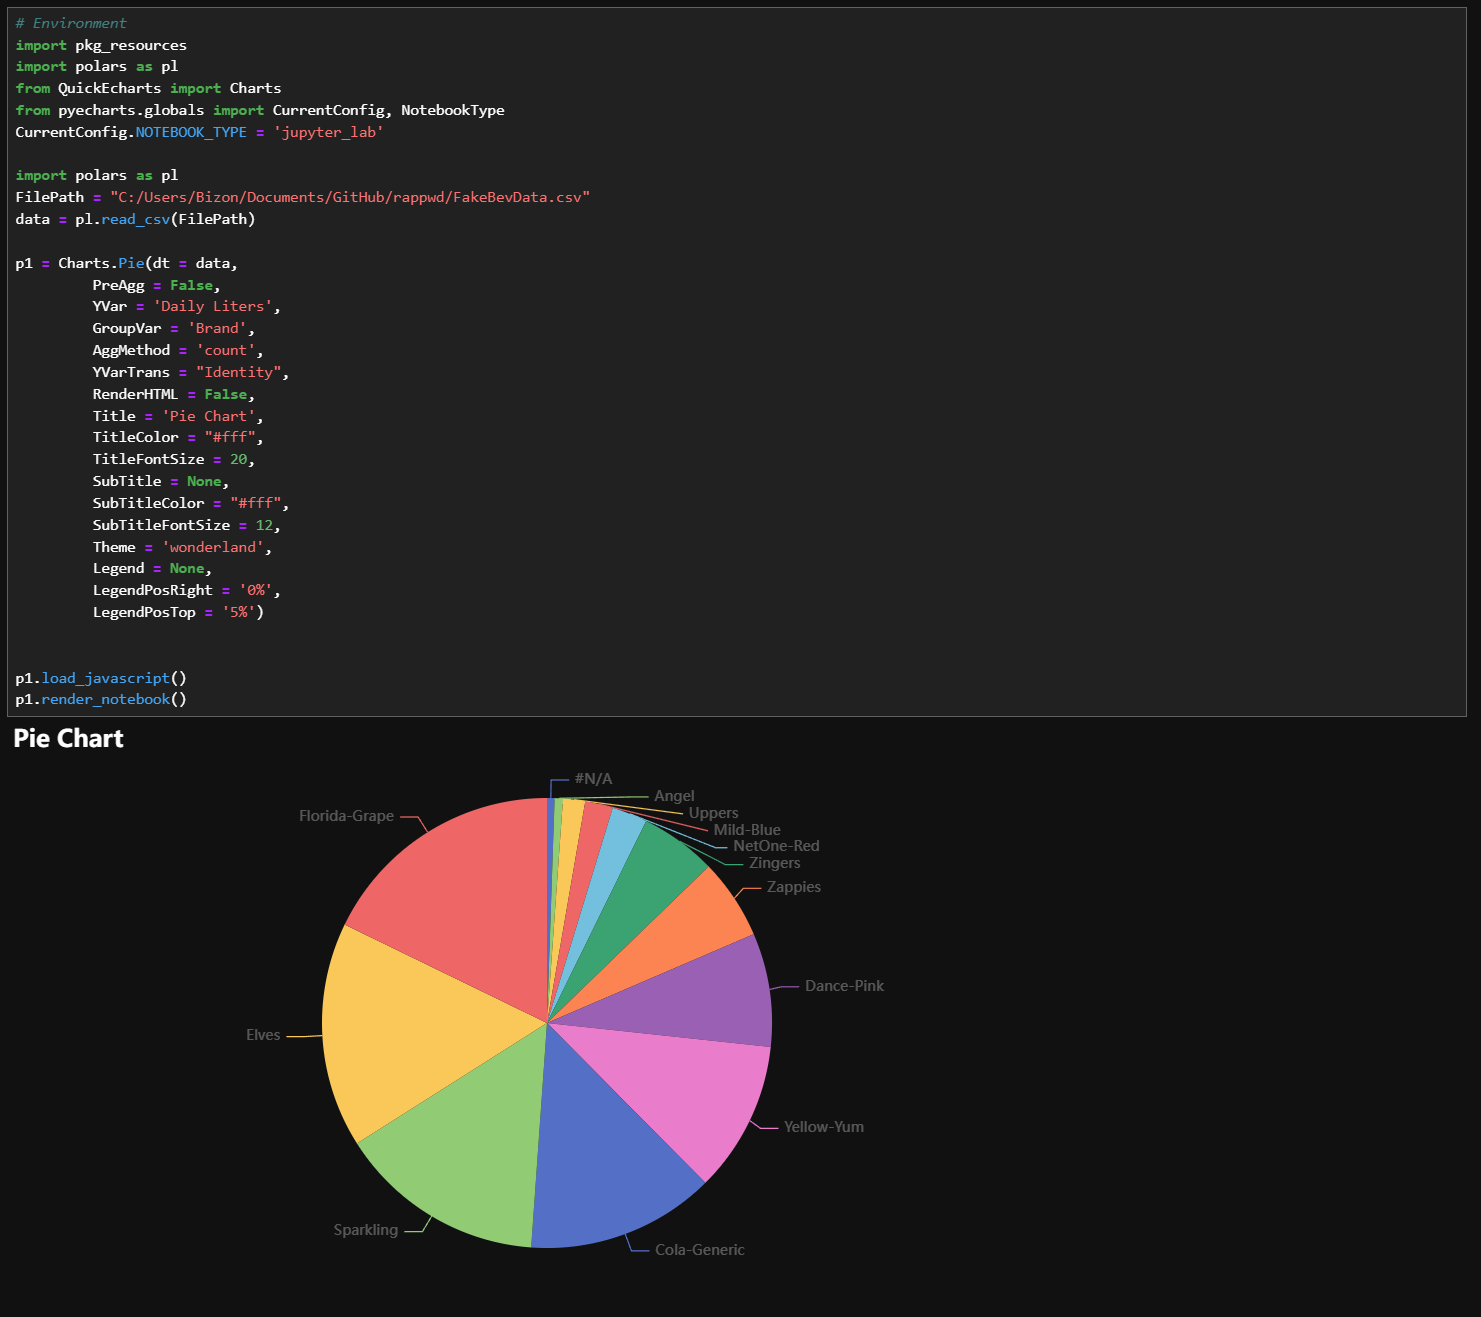 # Environment
import pkg_resources
import polars as pl
from QuickEcharts import Charts
from pyecharts.globals import CurrentConfig, NotebookType
CurrentConfig.NOTEBOOK_TYPE = 'jupyter_lab'

import polars as pl
FilePath = "C:/Users/Bizon/Documents/GitHub/rappwd/FakeBevData.csv"
data = pl.read_csv(FilePath)

p1 = Charts.Pie(dt = data,
         PreAgg = False,
         YVar = 'Daily Liters',
         GroupVar = 'Brand',
         AggMethod = 'count',
         YVarTrans = "Identity",
         RenderHTML = False,
         Title = 'Pie Chart',
         TitleColor = "#fff",
         TitleFontSize = 20,
         SubTitle = None,
         SubTitleColor = "#fff",
         SubTitleFontSize = 12,
         Theme = 'wonderland',
         Legend = None,
         LegendPosRight = '0%',
         LegendPosTop = '5%')

p1.load_javascript()
p1.render_notebook()
Pie Chart
#N/A
Angel
Uppers
Florida-Grape
Mild-Blue
NetOne-Red
Zingers
Zappies
Dance-Pink
Elves
Yellow-Yum
Sparkling
Cola-Generic